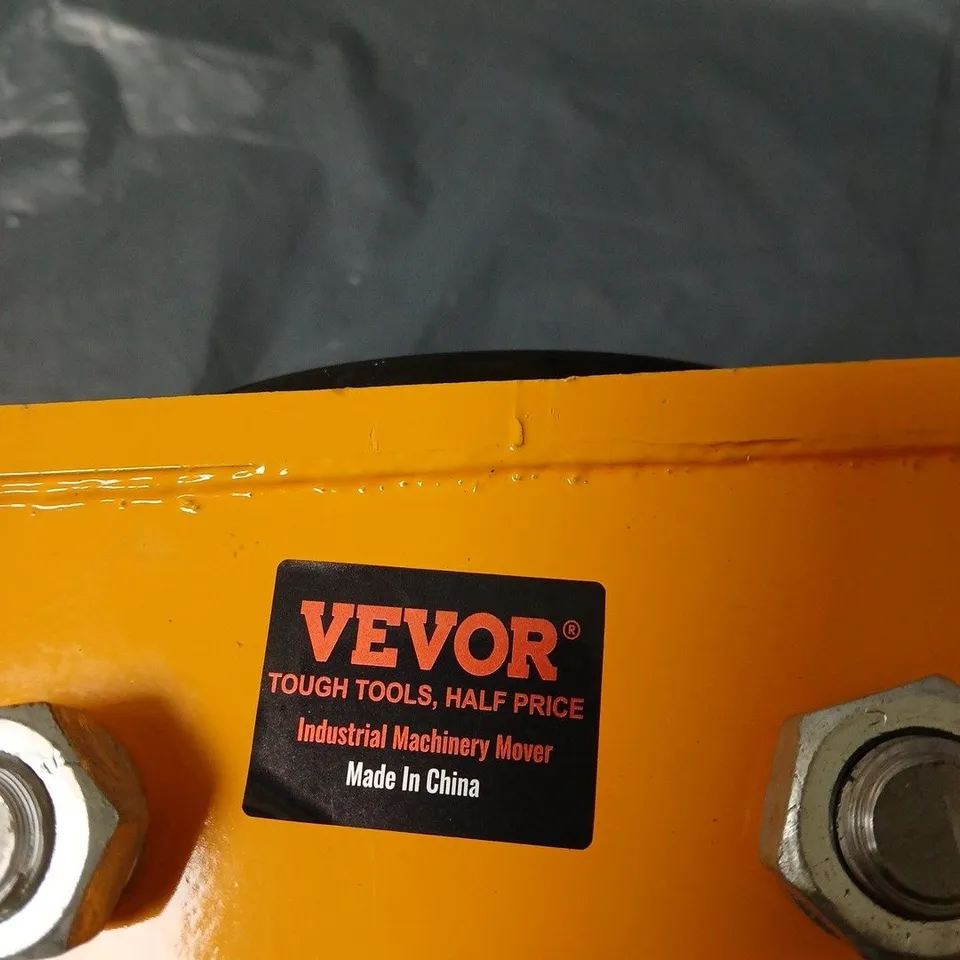 VEVOR®
TOUGH TOOLS, HALF PRICE
Industrial Machinery Mover
Made In China